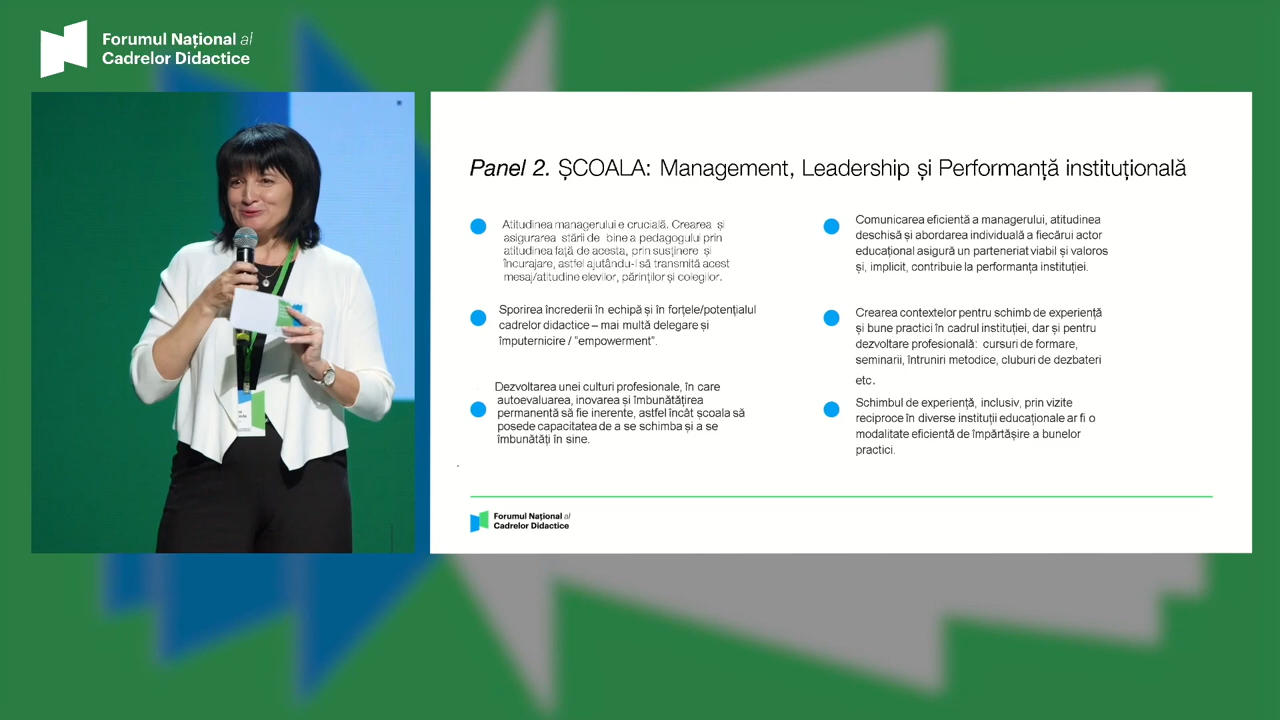 Forumul Național al
Cadrelor Didactice
Panel 2. ȘCOALA: Management, Leadership și Performanță instituțională
Atitudinea managerului e crucială. Crearea și
asigurarea stării de bine a pedagogului prin
atitudinea față de acesta, prin susținere și
încurajare, astfel ajutându-l să transmită acest
mesaj/atitudine elevilor, părinților și colegilor.
Sporirea încrederii în echipă și în forțele/potențialul
cadrelor didactice – mai multă delegare și
împuternicire / "empowerment".
Dezvoltarea unei culturi profesionale, în care
autoevaluarea, inovarea și îmbunătățirea
permanentă să fie inerente, astfel încât școala să
posede capacitatea de a se schimba și a se
îmbunătăți în sine.
Comunicarea eficientă a managerului, atitudinea
deschisă și abordarea individuală a fiecărui actor
educațional asigură un parteneriat viabil și valoros
și, implicit, contribuie la performanța instituției.
Crearea contextelor pentru schimb de experiență
și bune practici în cadrul instituției, dar și pentru
dezvoltare profesională: cursuri de formare,
seminarii, întruniri metodice, cluburi de dezbateri
etc.
Schimbul de experiență, inclusiv, prin vizite
reciproce în diverse instituții educaționale ar fi o
modalitate eficientă de împărtășire a bunelor
practici.
Forumul Național al
Cadrelor Didactice